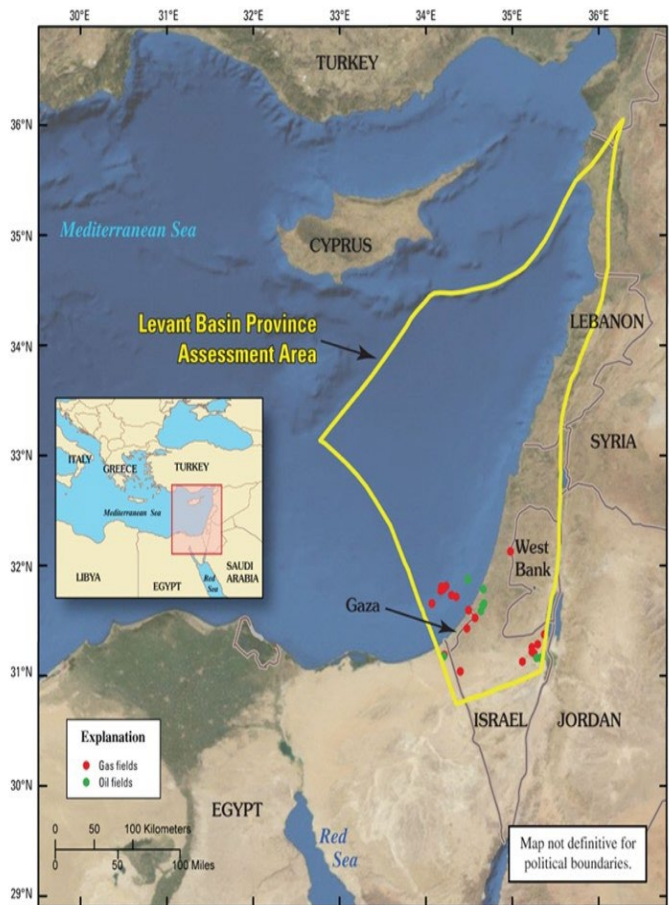 30°E
31°E
32°E
33°E
34°E
35°E
36°E
TURKEY
36°N
35°N
34°N
33°N
32°N
31°N
30°N
29°N
Mediterranean Sea
CYPRUS
Levant Basin Province
Assessment Area
LEBANON
SYRIA
ITALY
GREECE
TURKEY
Mediterranean Sea
LIBYA
EGYPT
Red
Sea
SAUDI
ARABIA
West
Bank
Gaza
ISRAEL
JORDAN
Explanation
Gas fields
Oil fields
0 50 100 Kilometers
0 50 100 Miles
EGYPT
Red
Sea
Map not definitive for
political boundaries.